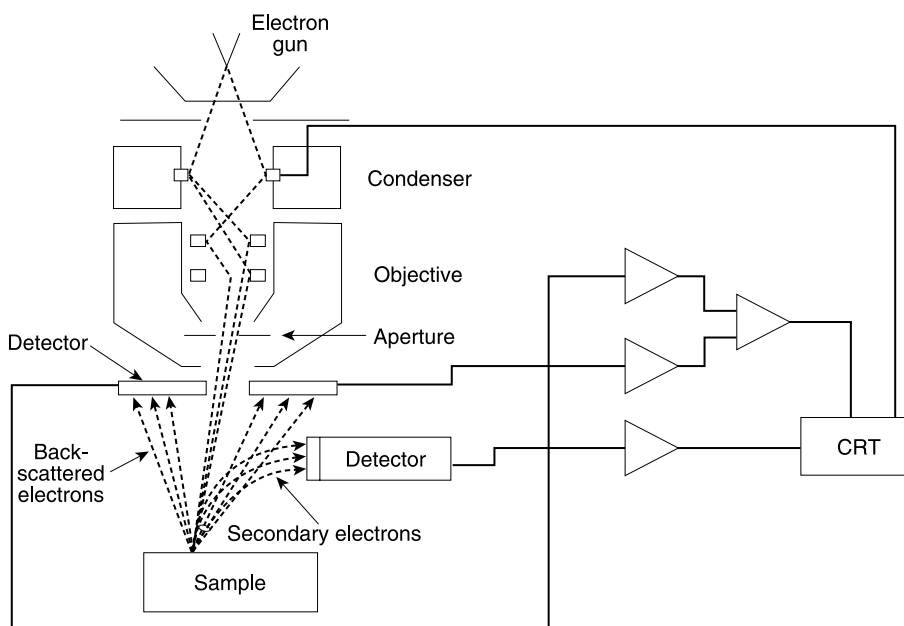 Electron
gun
Condenser
Objective
Aperture
Detector
Back-
scattered
electrons
Detector
CRT
Secondary electrons
Sample